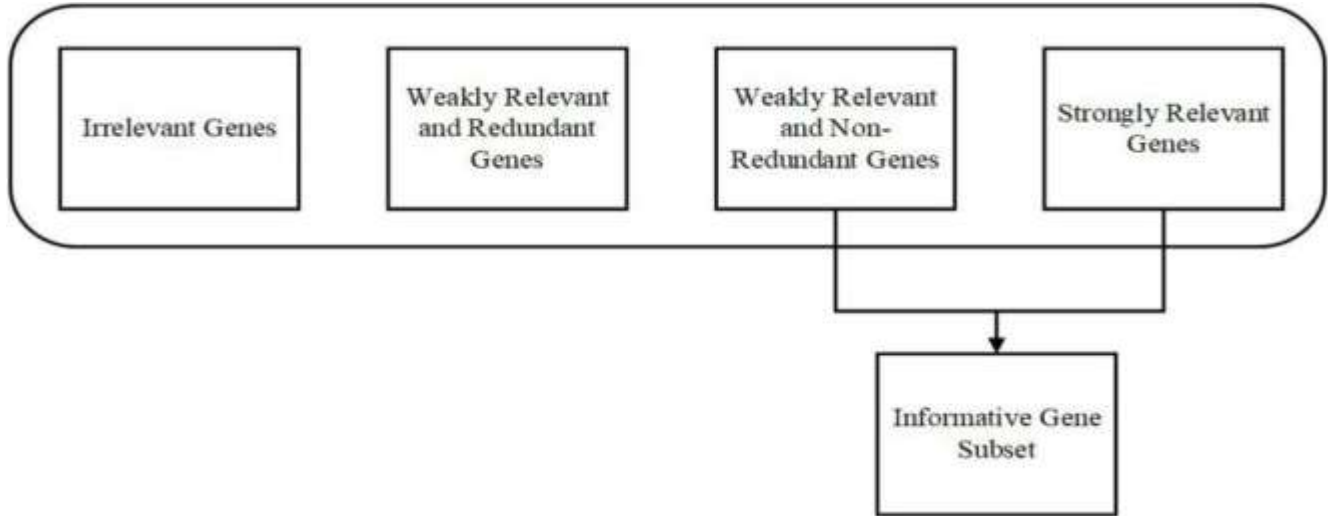 Irrelevant Genes
Weakly Relevant
and Redundant
Genes
Weakly Relevant
and Non-
Redundant Genes
Strongly Relevant
Genes
Informative Gene
Subset